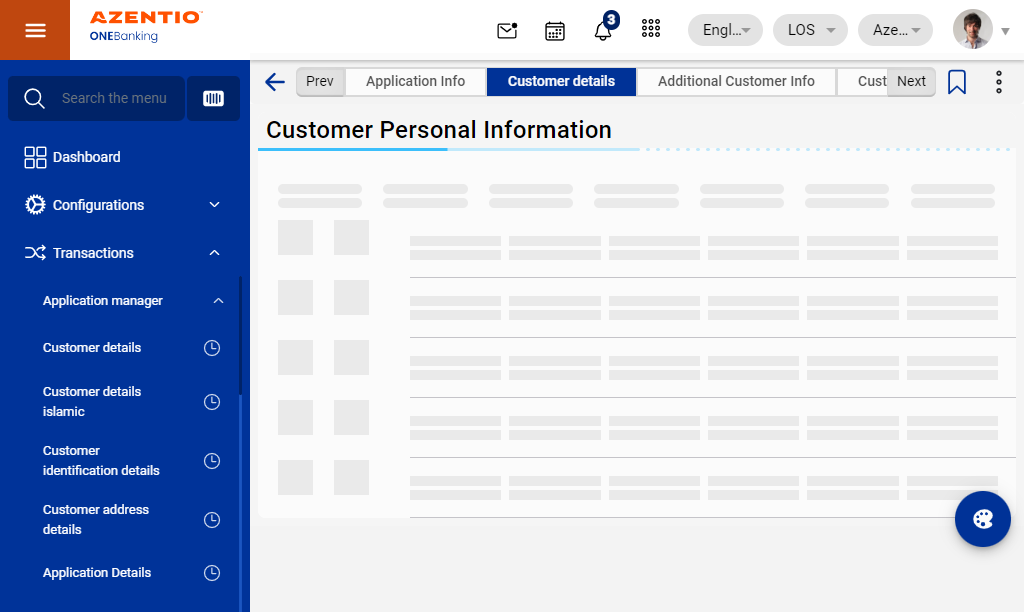 AZENTIO
ONEBanking
3
Engl...
LOS
Aze...
Search the menu
Prev
Application Info
Customer details
Additional Customer Info
Cust
Next
Customer Personal Information
Dashboard
Configurations
Transactions
Application manager
Customer details
Customer details
islamic
Customer
identification details
Customer address
details
Application Details